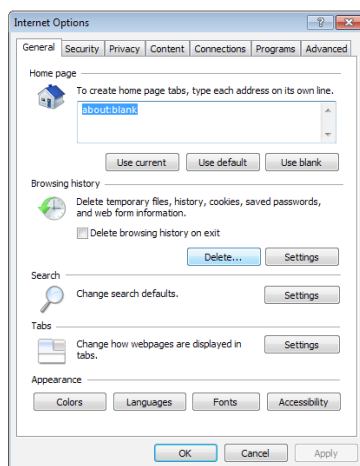 Internet Options
General Security Privacy Content Connections Programs Advanced
Home page
To create home page tabs, type each address on its own line.
about:blank
Use current Use default Use blank
Browsing history
Delete temporary files, history, cookies, saved passwords,
and web form information.
Delete browsing history on exit
Delete... Settings
Search
Change search defaults. Settings
Tabs
Change how webpages are displayed in
tabs. Settings
Appearance
Colors Languages Fonts Accessibility
OK Cancel Apply